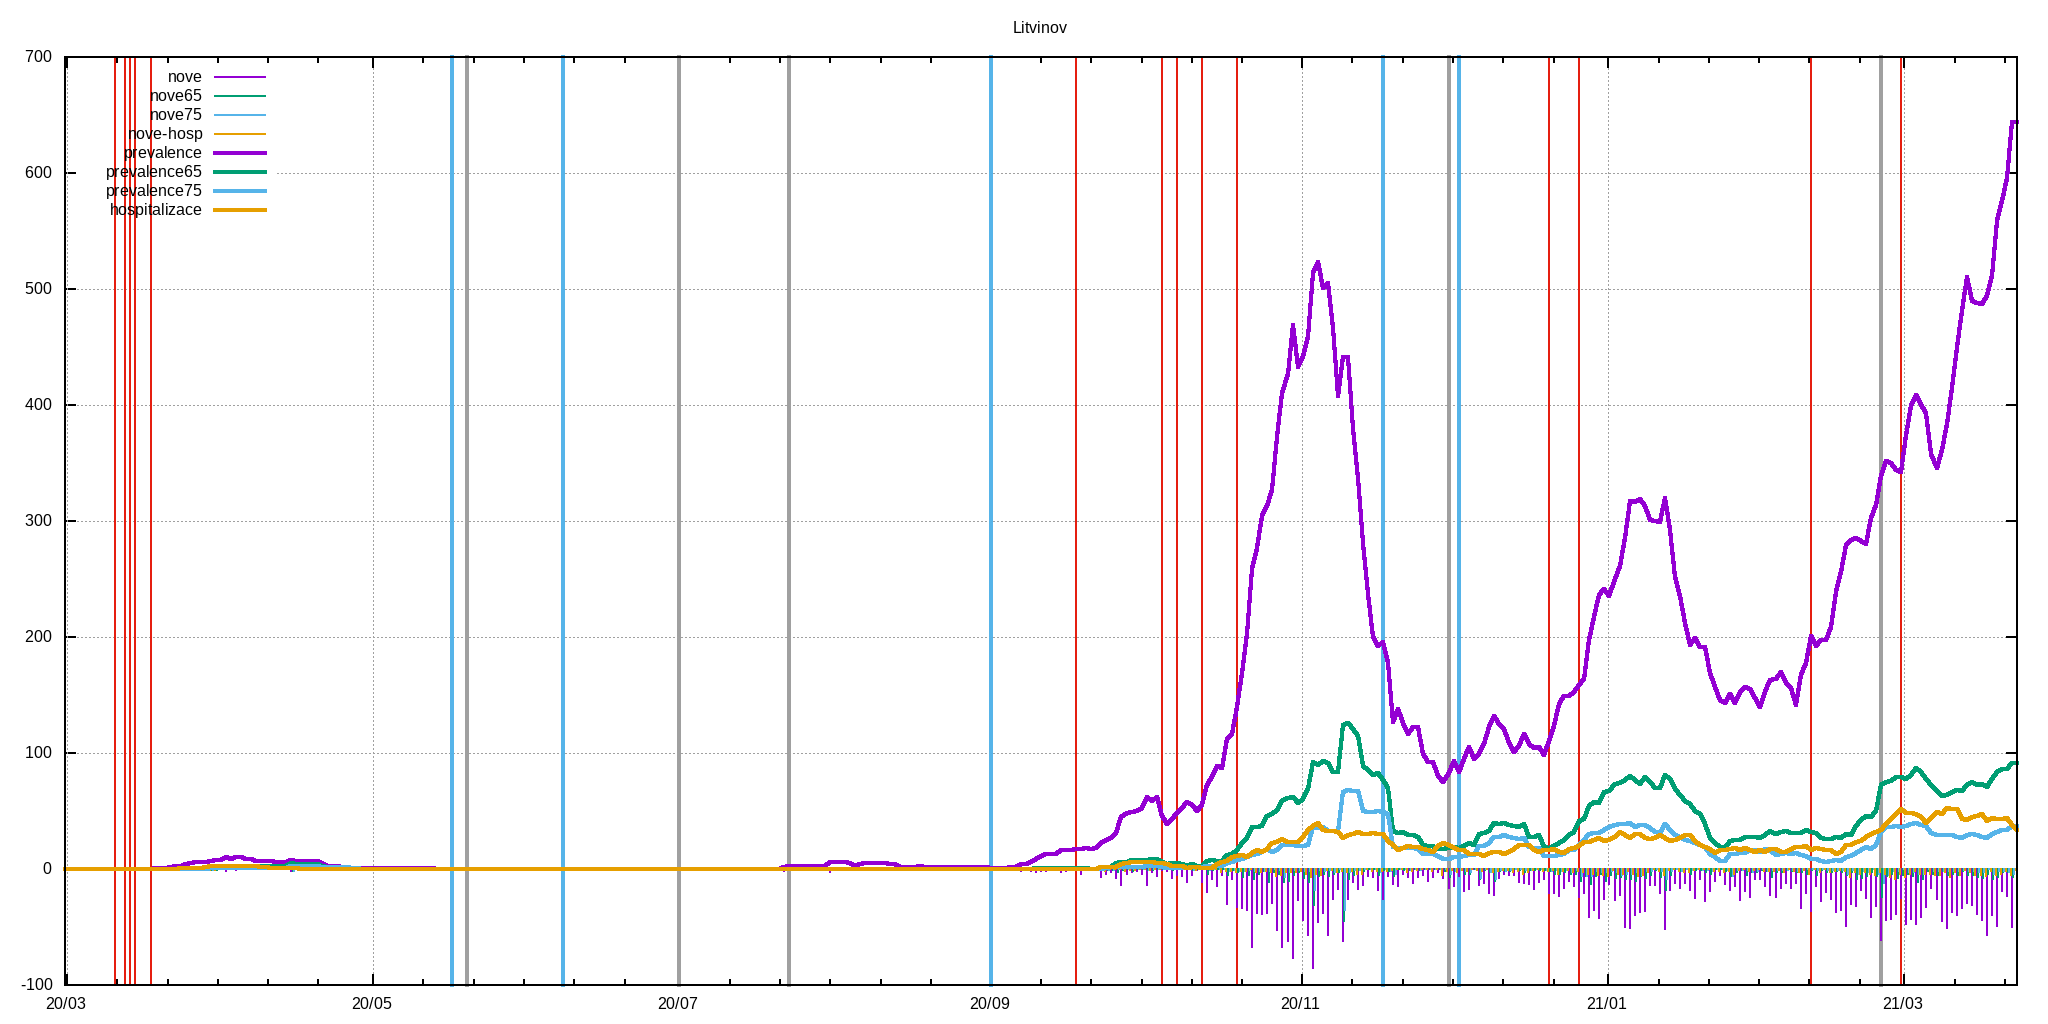 Litvinov
700
600
500
400
300
200
100
0
-100
nove
nove65
nove75
nove-hosp
prevalence
prevalence65
prevalence75
hospitalizace
20/03 20/05 20/07 20/09 20/11 21/01 21/03